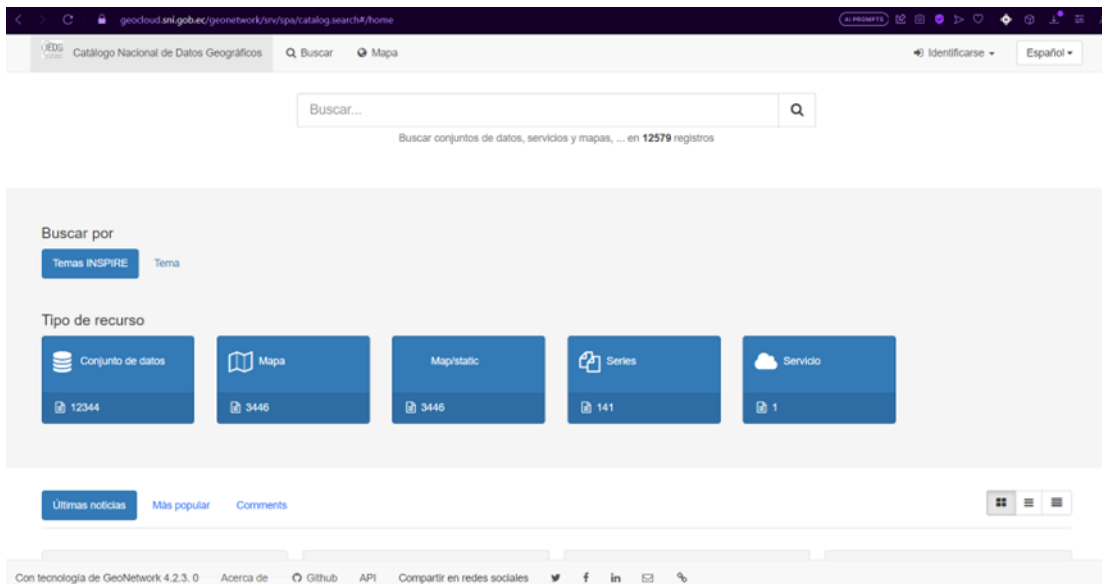 geocloud.sni.gob.ec/geonetwork/srv/spa/catalog.search#/home
AI PROMPTS
IEDG
Catálogo Nacional de Datos Geográficos
Buscar
Mapa
Identificarse
Español
Buscar...
Buscar conjuntos de datos, servicios y mapas, ... en 12579 registros
Buscar por
Temas INSPIRE
Tema
Tipo de recurso
Conjunto de datos
Mapa
Map/static
Series
Servicio
12344
3446
3446
141
1
Últimas noticias
Màs popular
Comments
Con tecnología de GeoNetwork 4.2.3. 0
Acerca de
Github
API
Compartir en redes sociales